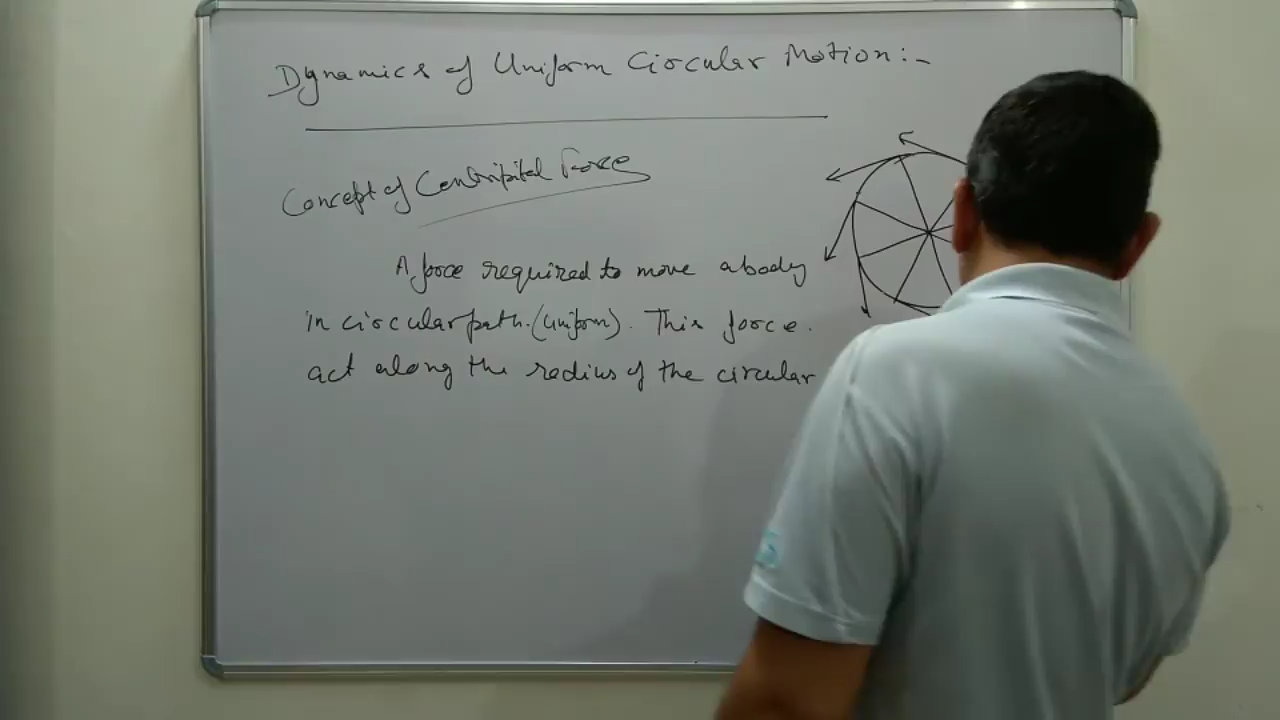 Dynamics of Uniform Circular Motion:-
Concept of Centripital Force
A force required to move a body
in circular path. (Uniform). This force.
act along the radius of the circular